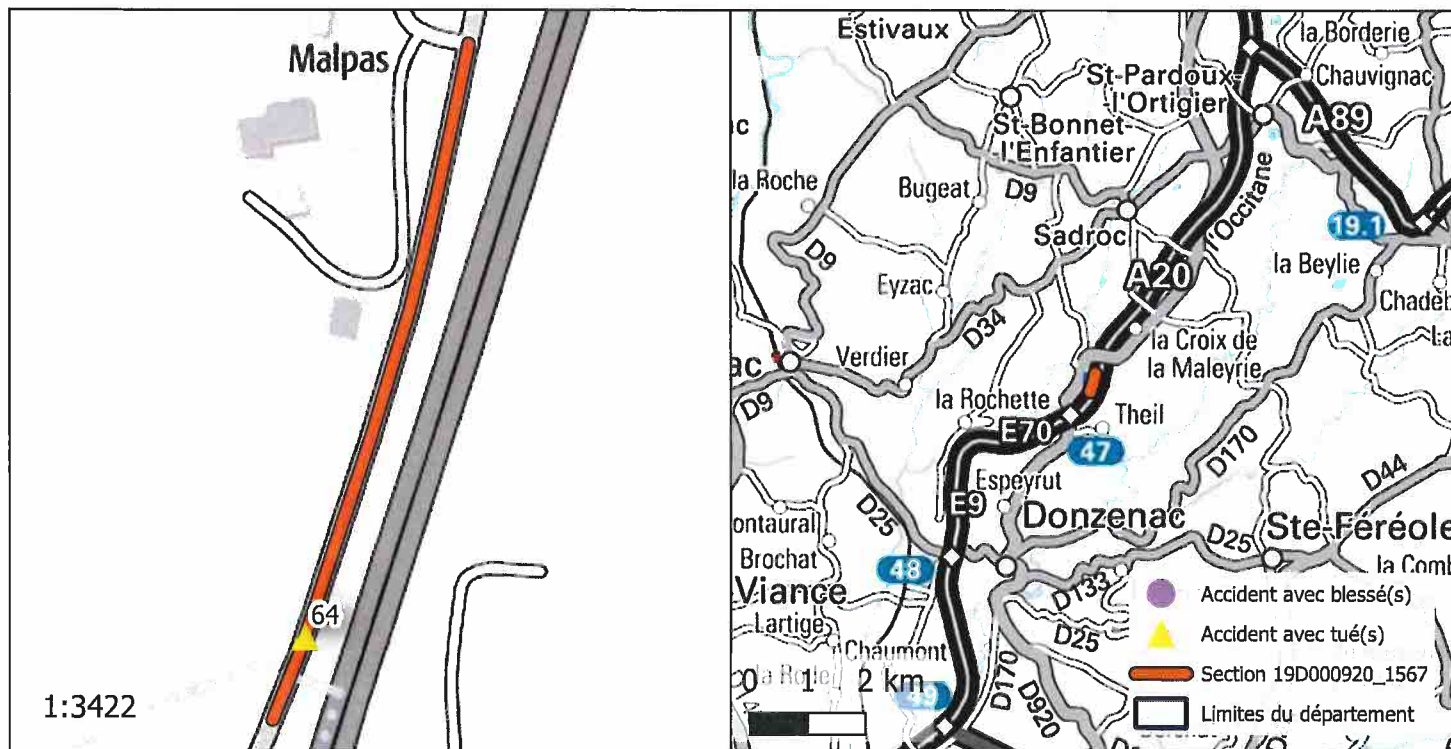 Malpas
64
1:3422
Estivaux
la Borderie
St-Pardoux-
-l'Ortigier
Chauvignac
A89
St-Bonnet-
l'Enfantier
la Roche
Bugeat
D9
l'Occitane
19.1
Sadroc
D9
la Beylie
A20
Eyzac
D34
la Croix de
la Maleyrie
Verdier
D9
la Rochette
Theil
E70
47
D170
D44
Espeyrut
E9
D25
Donzenac
Ste-Féréole
D25
Brochat
48
Viance
D133
Lartige
D25
Chaumont
D170
D920
49
0 1 2 km
Accident avec blessé(s)
Accident avec tué(s)
Section 19D000920_1567
Limites du département